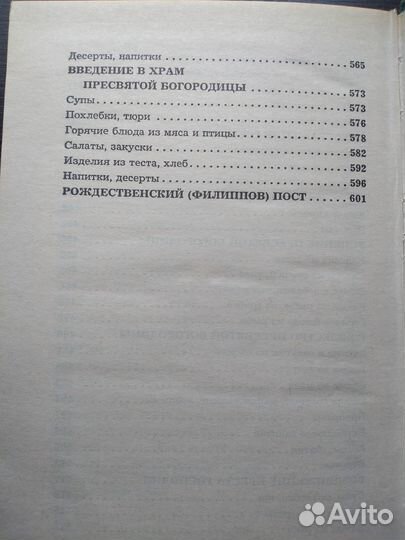 Десерты, напитки ........................ 565
ВВЕДЕНИЕ В ХРАМ
ПРЕСВЯТОЙ БОГОРОДИЦЫ ............ 573
Супы ........................ 573
Похлебки, тюри ........................ 576
Горячие блюда из мяса и птицы ............ 578
Салаты, закуски ........................ 582
Изделия из теста, хлеб ........................ 592
Напитки, десерты ........................ 596
РОЖДЕСТВЕНСКИЙ (ФИЛИППОВ) ПОСТ ...... 601
Avito